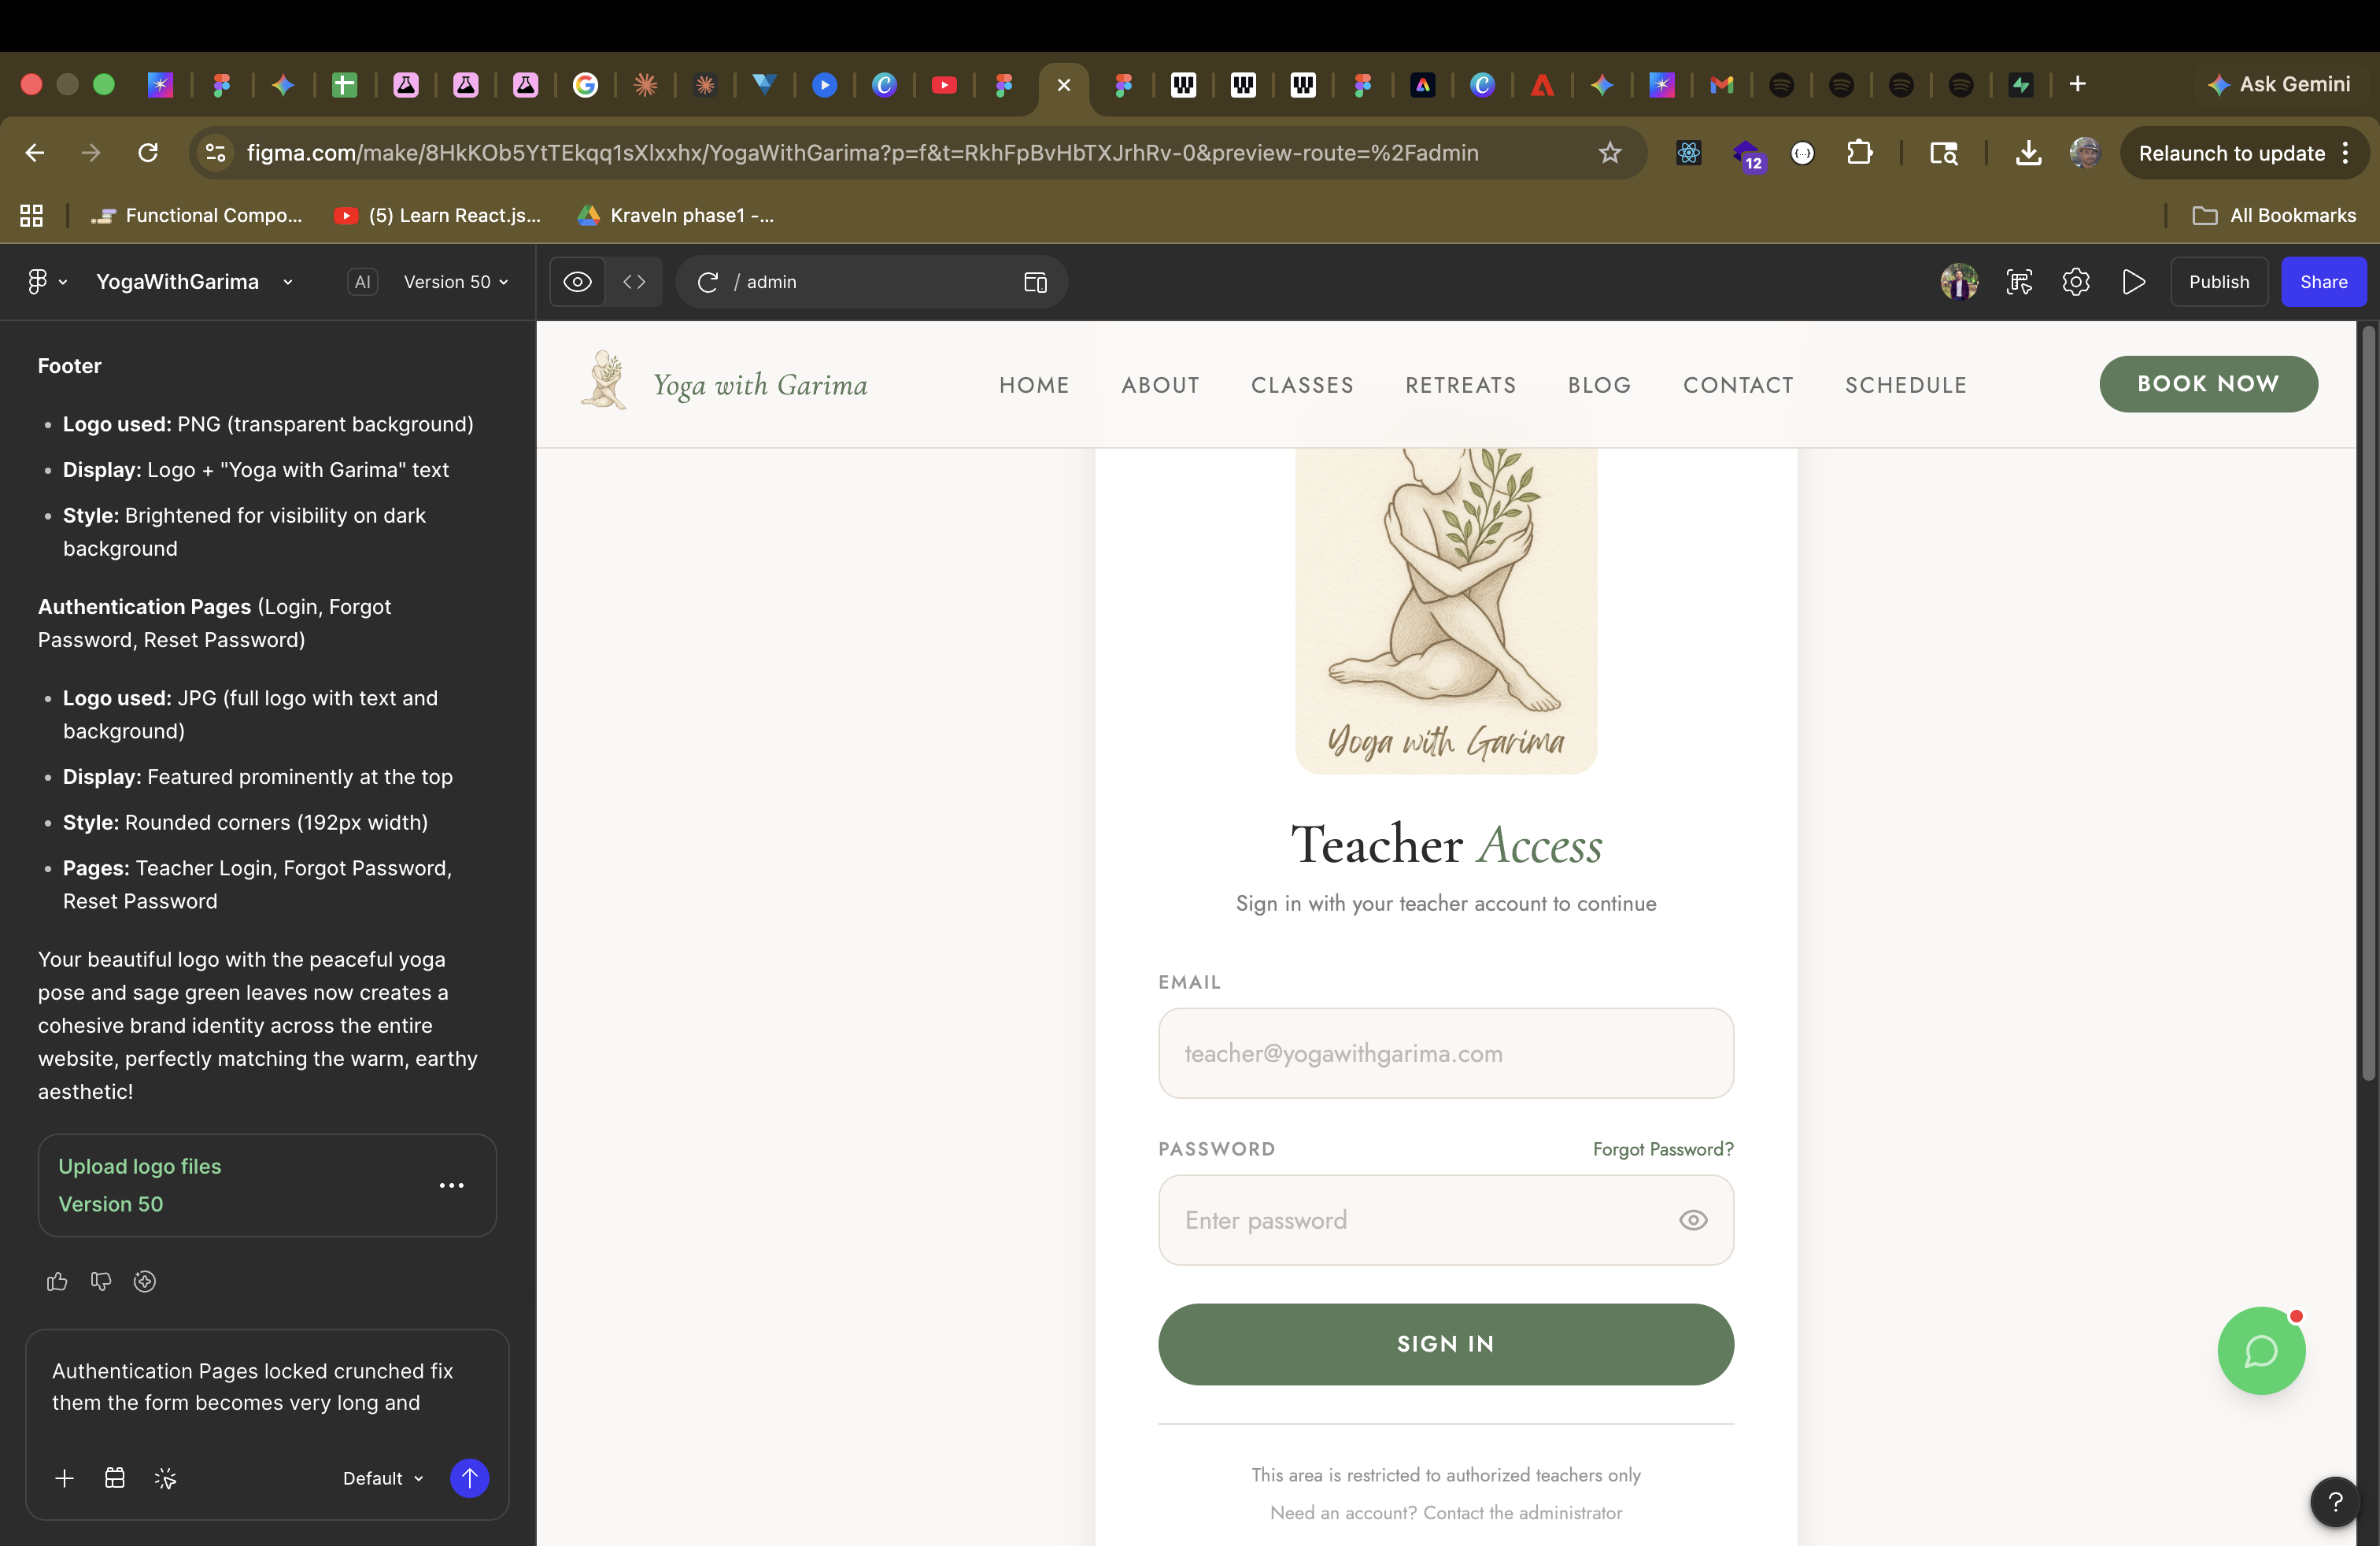 Ask Gemini
figma.com/make/8HkKOb5YtTEkqq1sXlxxhx/YogaWithGarima?p=f&t=RkhFpBvHbTXJrhRv-0&preview-route=%2Fadmin
12
Relaunch to update
Functional Compo...
(5) Learn React.js...
KraveIn phase1 -...
All Bookmarks
YogaWithGarima
AI
Version 50
/ admin
Publish
Share
Footer
• Logo used: PNG (transparent background)
• Display: Logo + "Yoga with Garima" text
• Style: Brightened for visibility on dark
background
Authentication Pages (Login, Forgot
Password, Reset Password)
• Logo used: JPG (full logo with text and
background)
• Display: Featured prominently at the top
• Style: Rounded corners (192px width)
• Pages: Teacher Login, Forgot Password,
Reset Password
Your beautiful logo with the peaceful yoga
pose and sage green leaves now creates a
cohesive brand identity across the entire
website, perfectly matching the warm, earthy
aesthetic!
Upload logo files
Version 50
Authentication Pages locked crunched fix
them the form becomes very long and
Default
Yoga with Garima
HOME
ABOUT
CLASSES
RETREATS
BLOG
CONTACT
SCHEDULE
BOOK NOW
Yoga with Garima
Teacher Access
Sign in with your teacher account to continue
EMAIL
teacher@yogawithgarima.com
PASSWORD
Forgot Password?
Enter password
SIGN IN
This area is restricted to authorized teachers only
Need an account? Contact the administrator
?